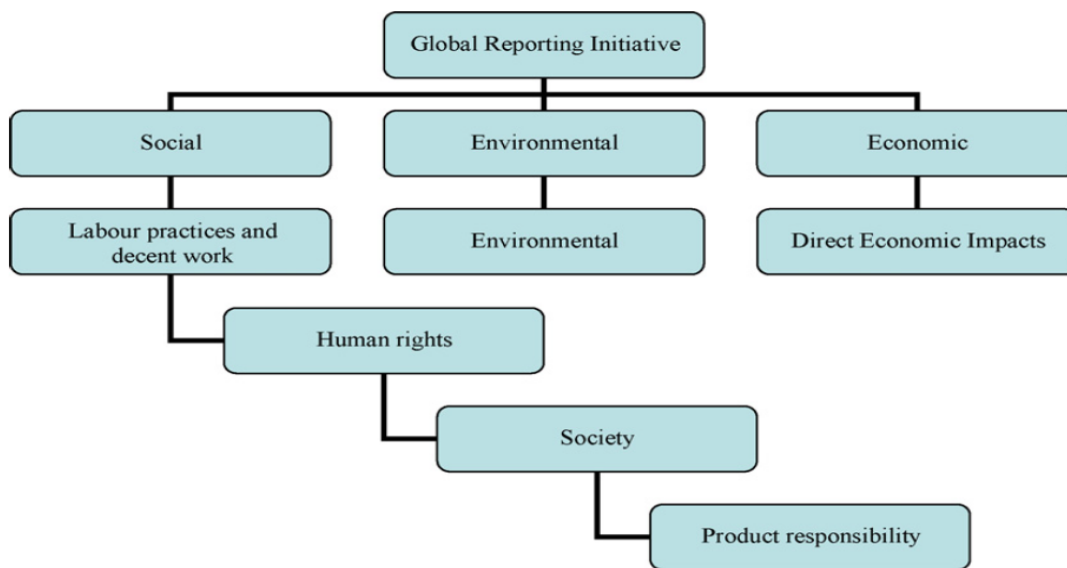 Global Reporting Initiative
Social
Environmental
Economic
Labour practices and
decent work
Environmental
Direct Economic Impacts
Human rights
Society
Product responsibility